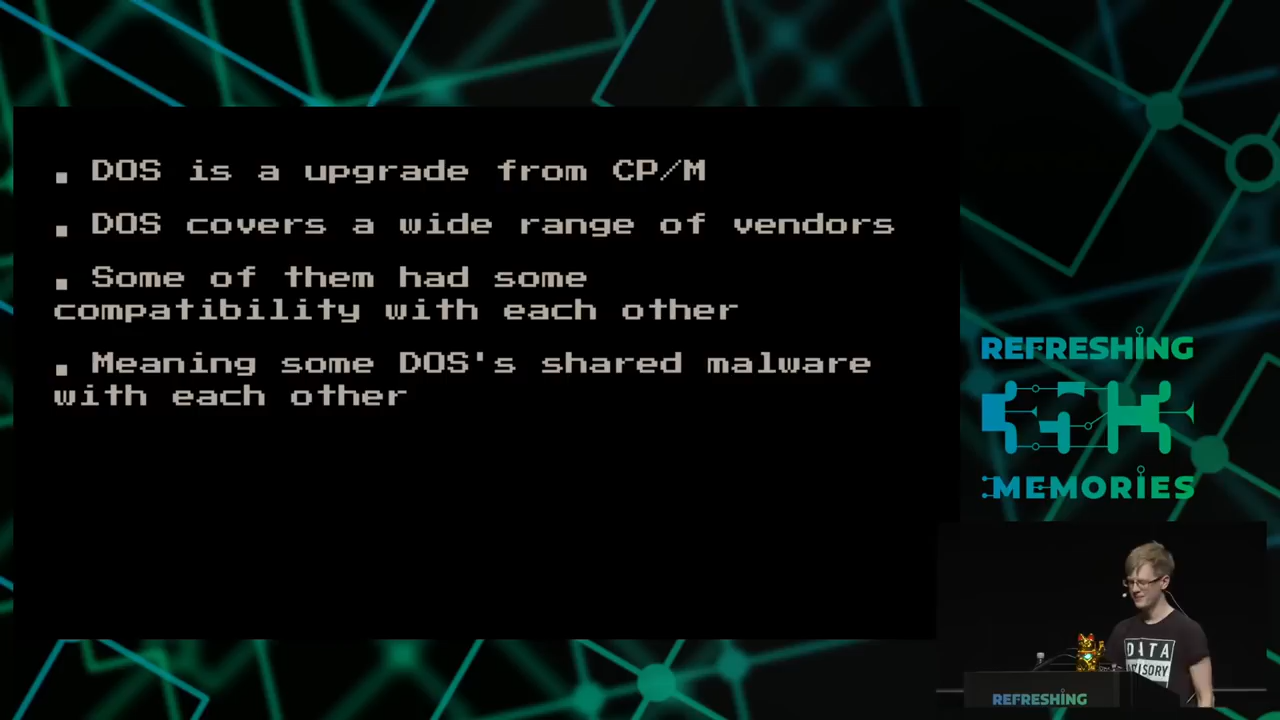 ▪ DOS is a upgrade from CP/M
▪ DOS covers a wide range of vendors
▪ Some of them had some
compatibility with each other
▪ Meaning some DOS's shared malware
with each other
REFRESHING
MEMORIES
DATA
REFRESHING